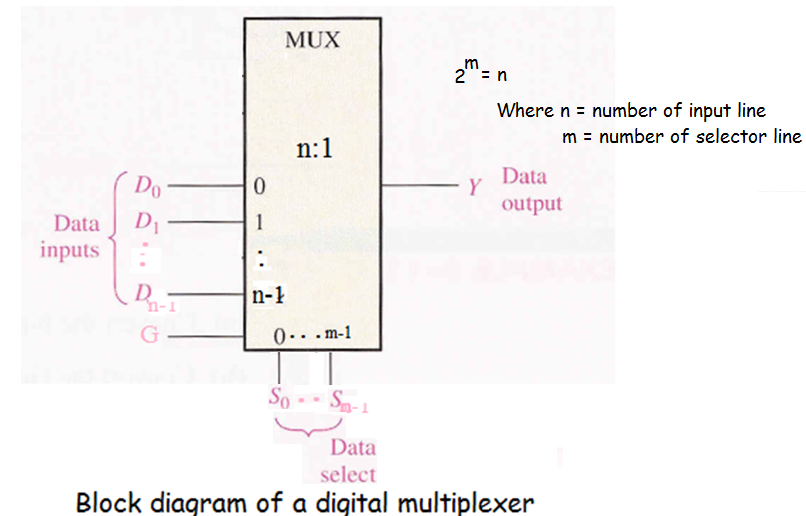 MUX
2^m = n
Where n = number of input line
m = number of selector line
n:1
D0 0 Y Data output
Data inputs D1 1
:
Dn-1 n-1
G 0...m-1
S0 .. Sm-1
Data
select
Block diagram of a digital multiplexer